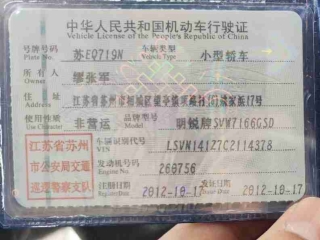 中华人民共和国机动车行驶证
Vehicle License of the People's Republic of China
号牌号码 苏EQ719N 车辆类型 小型轿车
Plate No. Vehicle Type
所有人 缪张军
Owner
住址 江苏省苏州市相城区 17号
Address
使用性质 非营运 品牌型号 明锐牌SVW7166GSD
Use Character Model
江苏省苏州 车辆识别代号 LSVN14127C2114378
VIN
市公安局交通 发动机号码 260756
Engine No.
巡逻警察支队 注册日期 2012-10-17 发证日期 2012-10-17
Register Date Issue Date